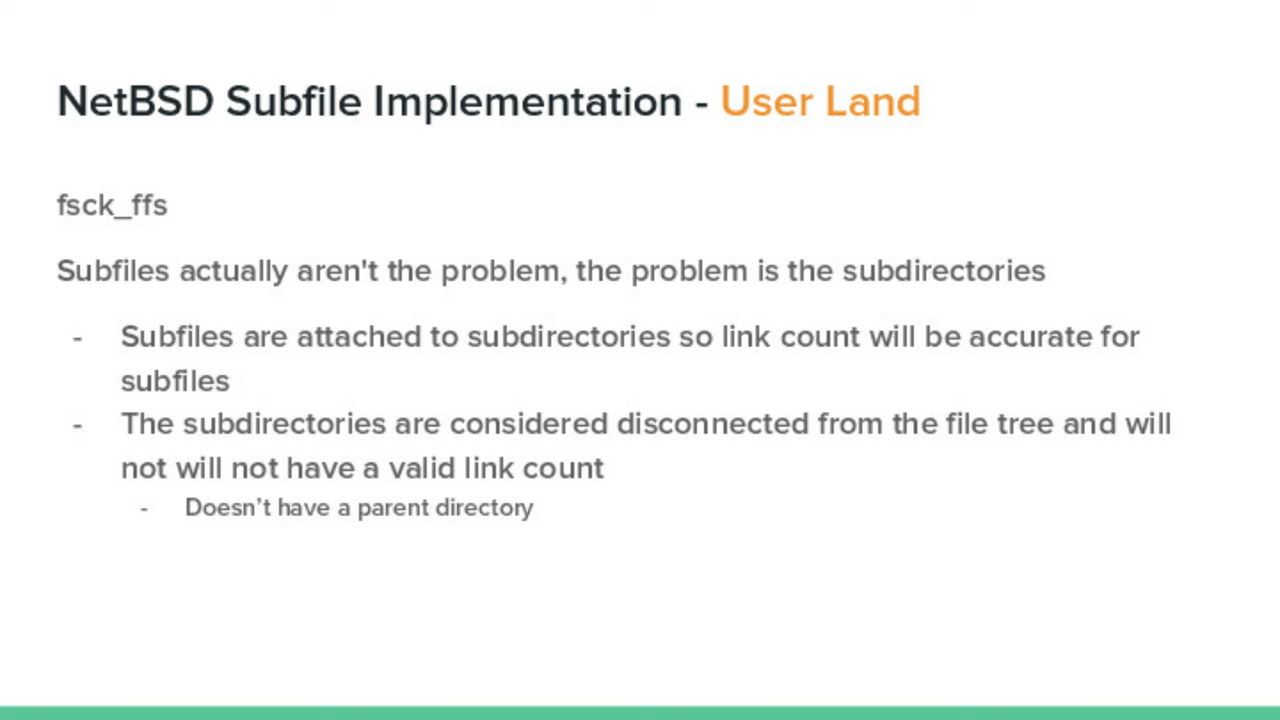 NetBSD Subfile Implementation - User Land
fsck_ffs
Subfiles actually aren't the problem, the problem is the subdirectories
- Subfiles are attached to subdirectories so link count will be accurate for
subfiles
- The subdirectories are considered disconnected from the file tree and will
not will not have a valid link count
- Doesn’t have a parent directory